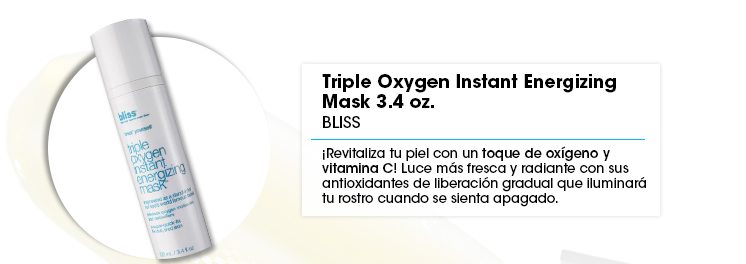 Triple Oxygen Instant Energizing
Mask 3.4 oz.
BLISS
¡Revitaliza tu piel con un toque de oxígeno y
vitamina C! Luce más fresca y radiante con sus
antioxidantes de liberación gradual que iluminará
tu rostro cuando se sienta apagado.
bliss
triple
oxygen
instant
energizing
mask